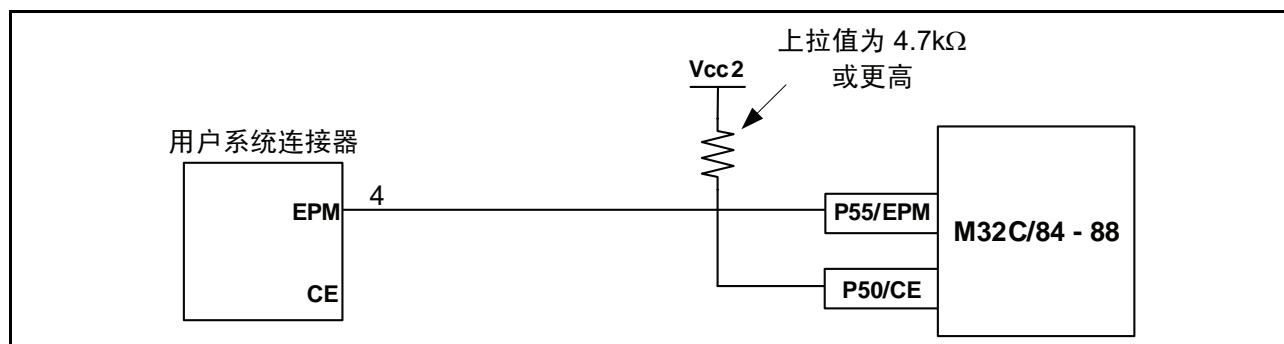 上拉值为 4.7kΩ
或更高
Vcc2
用户系统连接器
EPM
4
P55/EPM
M32C/84 - 88
CE
P50/CE